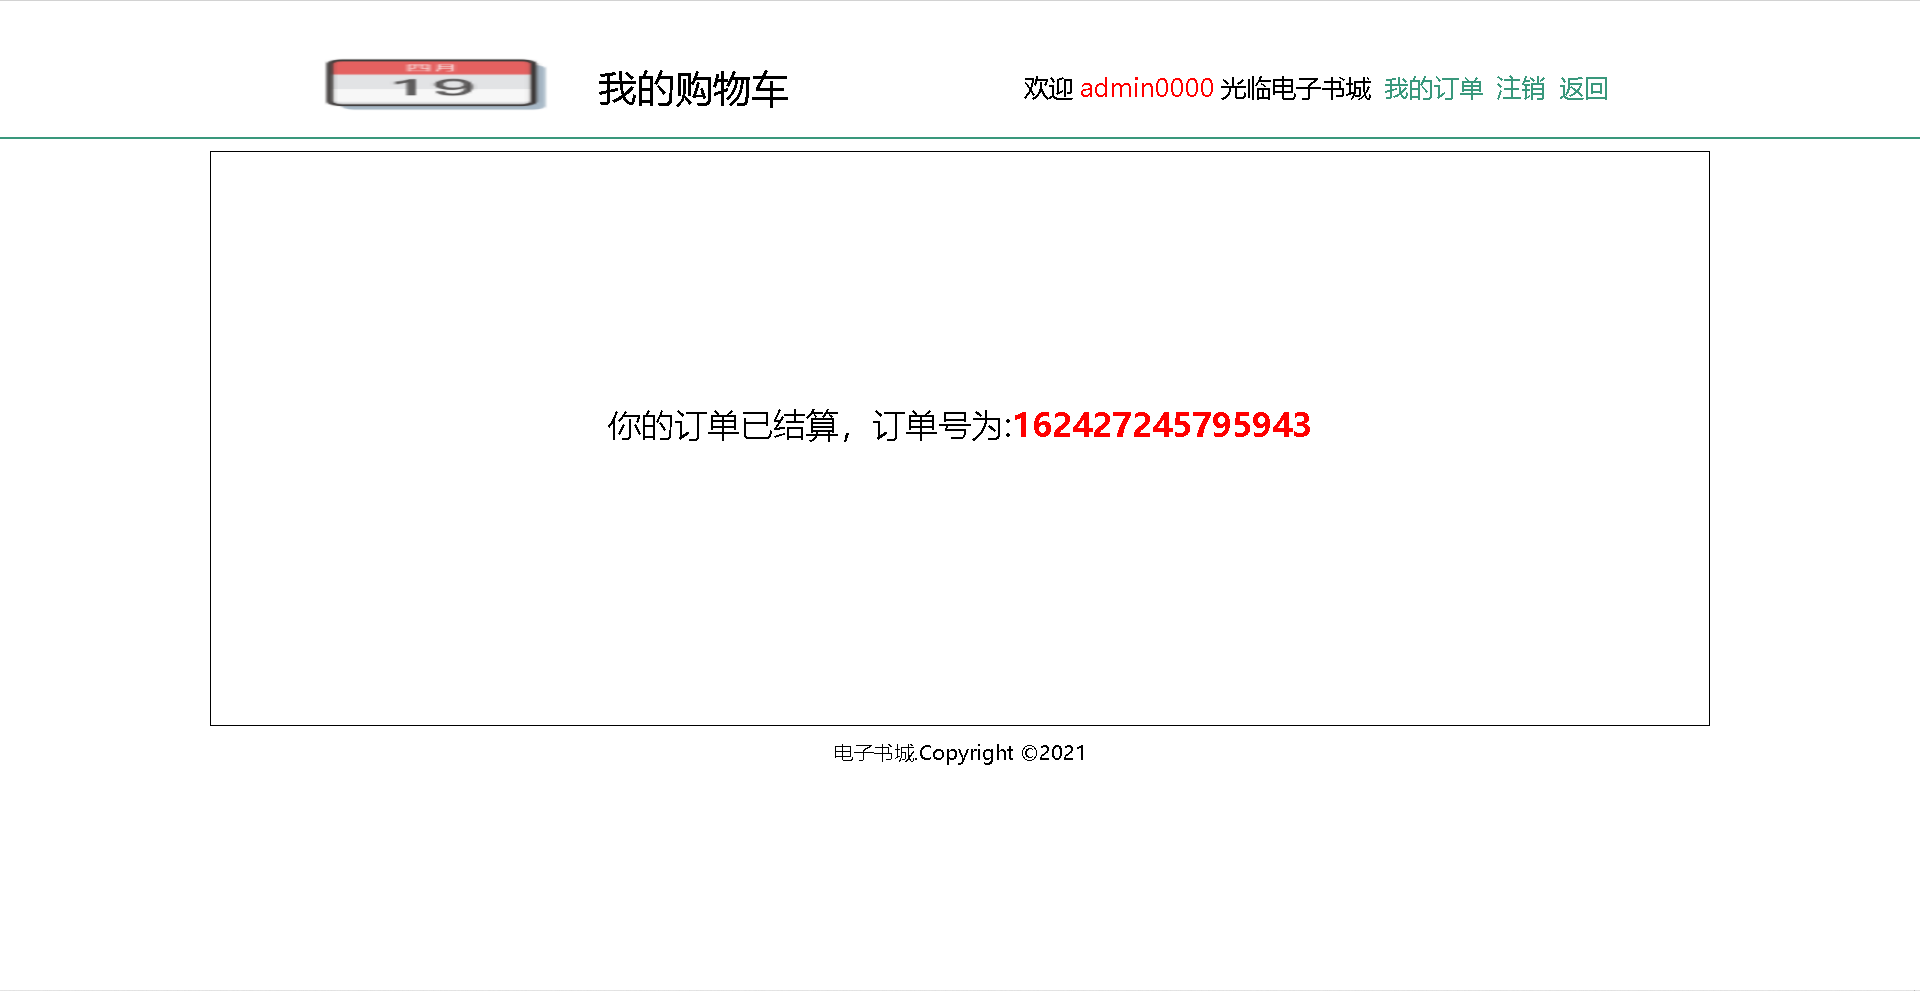 四月
19
我的购物车
欢迎 admin0000 光临电子书城 我的订单 注销 返回
你的订单已结算，订单号为:162427245795943
电子书城.Copyright ©2021